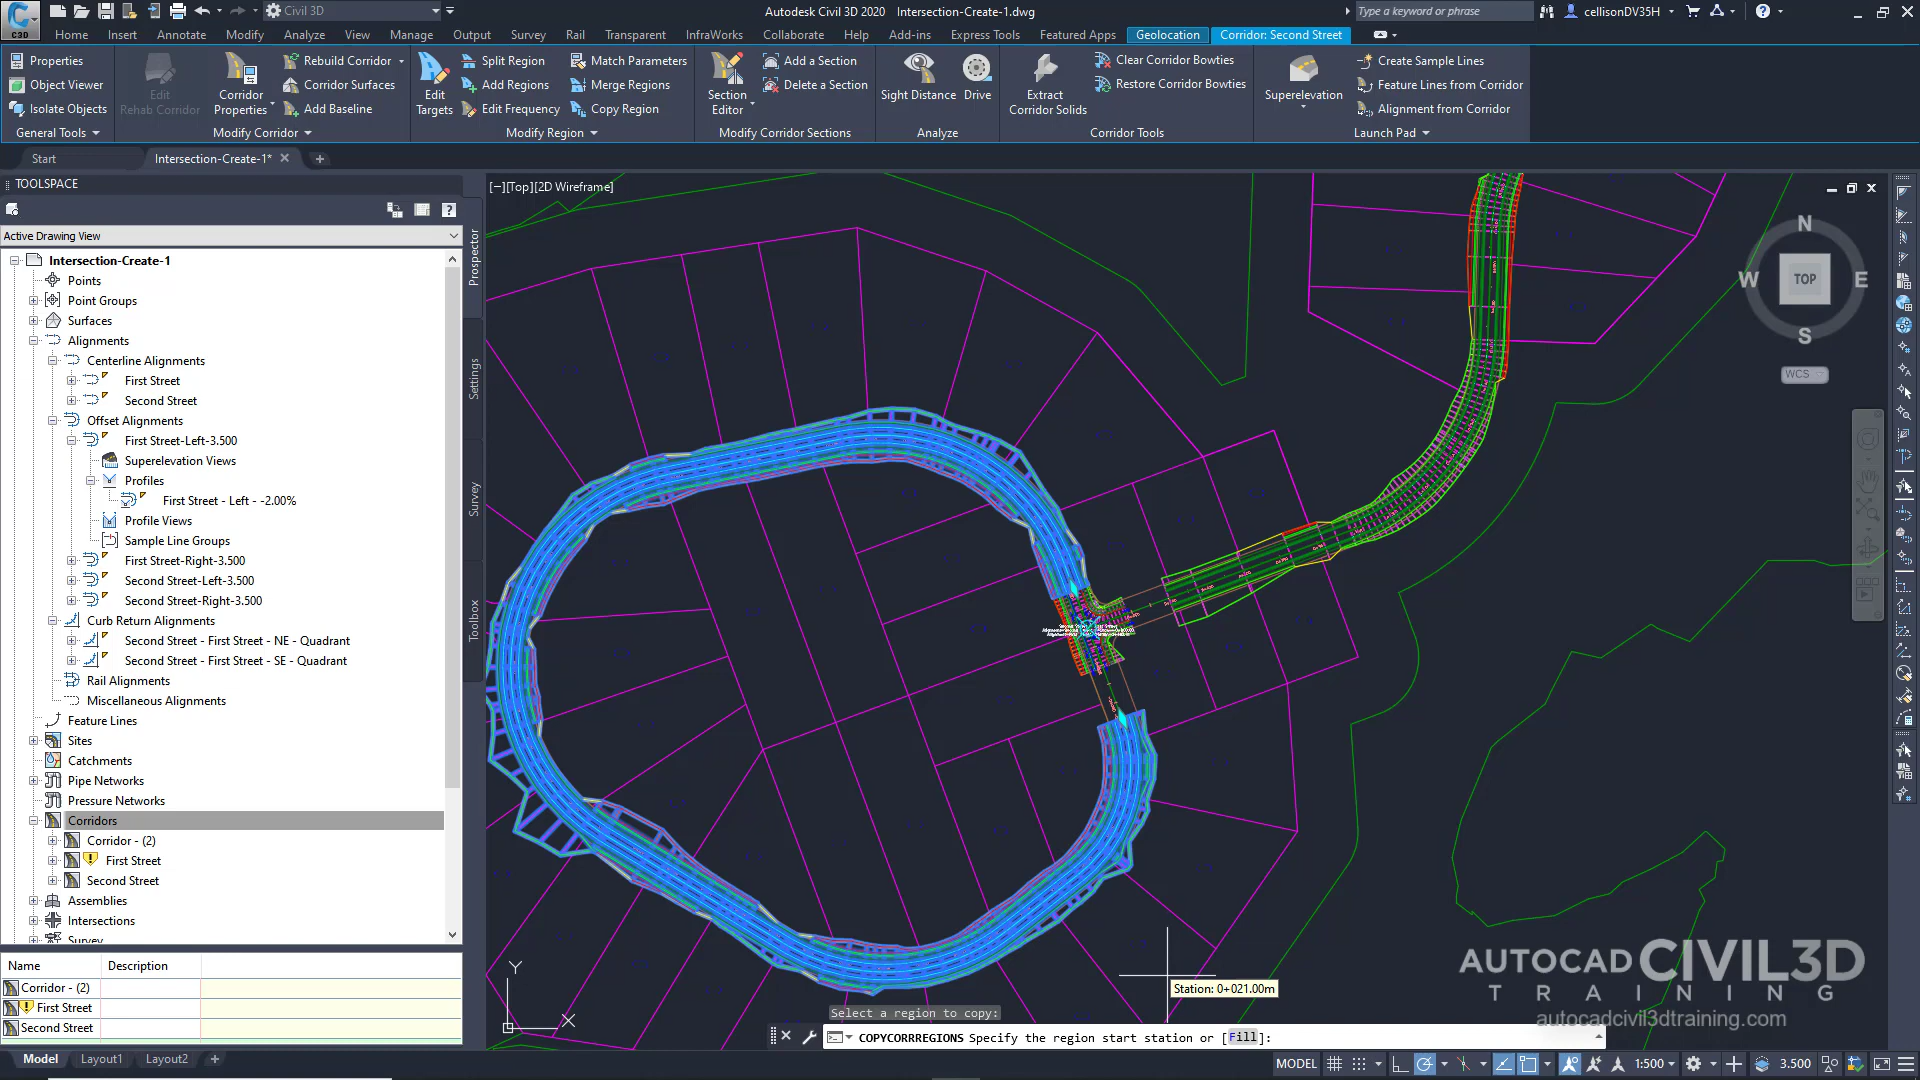 C3D
Civil 3D
Autodesk Civil 3D 2020 Intersection-Create-1.dwg
Type a keyword or phrase
cellisonDV35H
Home Insert Annotate Modify Analyze View Manage Output Survey Rail Transparent InfraWorks Collaborate Help Add-ins Express Tools Featured Apps Geolocation Corridor: Second Street
Properties
Object Viewer
Isolate Objects
General Tools
Edit
Rehab Corridor
Corridor
Properties
Rebuild Corridor
Corridor Surfaces
Add Baseline
Modify Corridor
Edit
Targets
Split Region
Add Regions
Edit Frequency
Match Parameters
Merge Regions
Copy Region
Modify Region
Section
Editor
Add a Section
Delete a Section
Modify Corridor Sections
Sight Distance
Drive
Analyze
Extract
Corridor Solids
Clear Corridor Bowties
Restore Corridor Bowties
Corridor Tools
Superelevation
Create Sample Lines
Feature Lines from Corridor
Alignment from Corridor
Launch Pad
Start
Intersection-Create-1*
TOOLSPACE
Active Drawing View
Intersection-Create-1
Points
Point Groups
Surfaces
Alignments
Centerline Alignments
First Street
Second Street
Offset Alignments
First Street-Left-3.500
Superelevation Views
Profiles
First Street - Left - -2.00%
Profile Views
Sample Line Groups
First Street-Right-3.500
Second Street-Left-3.500
Second Street-Right-3.500
Curb Return Alignments
Second Street - First Street - NE - Quadrant
Second Street - First Street - SE - Quadrant
Rail Alignments
Miscellaneous Alignments
Feature Lines
Sites
Catchments
Pipe Networks
Pressure Networks
Corridors
Corridor - (2)
First Street
Second Street
Assemblies
Intersections
Survey
Prospector
Settings
Survey
Toolbox
Name Description
Corridor - (2)
First Street
Second Street
[−][Top][2D Wireframe]
N
W
TOP
E
S
WCS
Station: 0+021.00m
Y
X
Select a region to copy:
COPYCORRREGIONS Specify the region start station or [Fill]:
AUTOCAD CIVIL3D
TRAINING
autocadcivil3dtraining.com
Model Layout1 Layout2
MODEL
1:500
3.500